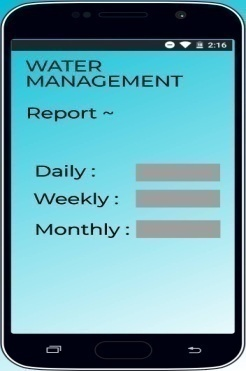 2:16
WATER
MANAGEMENT
Report ~
Daily :
Weekly :
Monthly :